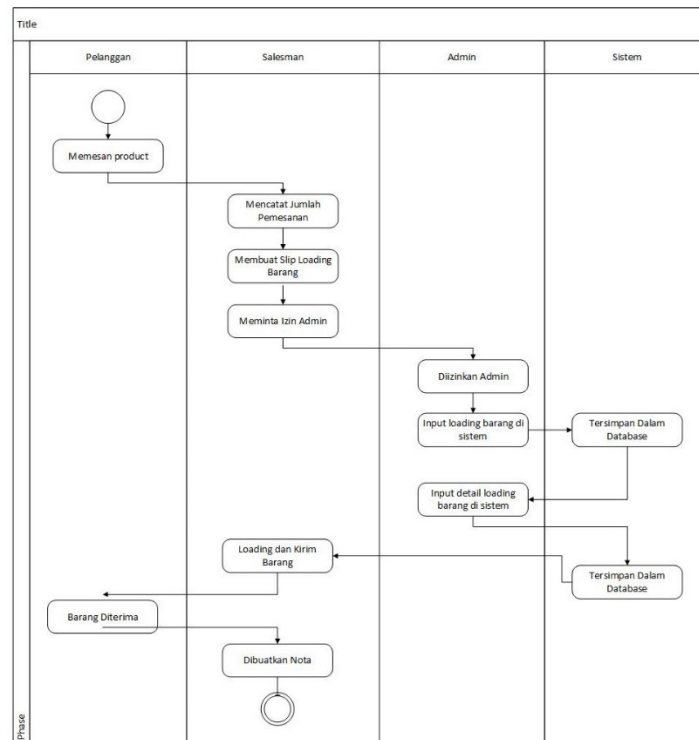 Title
Pelanggan
Salesman
Admin
Sistem
Memesan product
Mencatat Jumlah
Pemesanan
Membuat Slip Loading
Barang
Meminta Izin Admin
Diizinkan Admin
Input loading barang di
sistem
Tersimpan Dalam
Database
Input detail loading
barang di sistem
Tersimpan Dalam
Database
Loading dan Kirim
Barang
Barang Diterima
Dibuatkan Nota
Phase